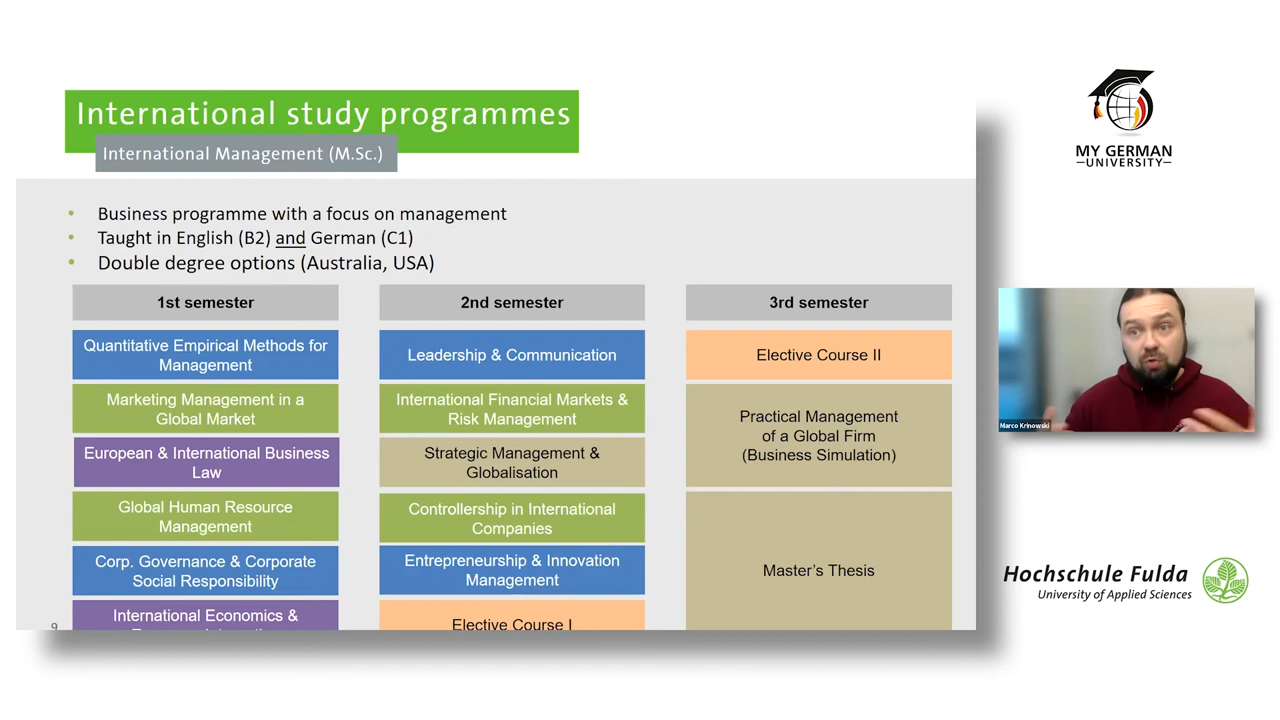 International study programmes
International Management (M.Sc.)
• Business programme with a focus on management
• Taught in English (B2) and German (C1)
• Double degree options (Australia, USA)
1st semester
Quantitative Empirical Methods for
Management
Marketing Management in a
Global Market
European & International Business
Law
Global Human Resource
Management
Corp. Governance & Corporate
Social Responsibility
International Economics &
2nd semester
Leadership & Communication
International Financial Markets &
Risk Management
Strategic Management &
Globalisation
Controllership in International
Companies
Entrepreneurship & Innovation
Management
Elective Course I
3rd semester
Elective Course II
Practical Management
of a Global Firm
(Business Simulation)
Master's Thesis
9
MY GERMAN
UNIVERSITY
Marco Krinowski
Hochschule Fulda
University of Applied Sciences